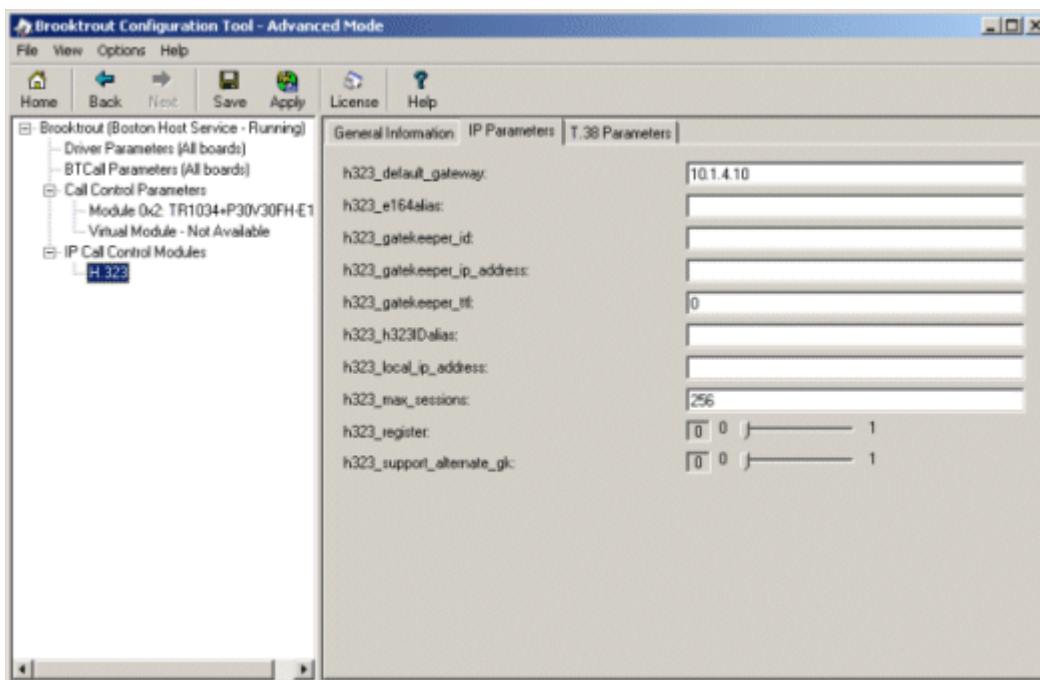 Brooktrout Configuration Tool - Advanced Mode
File View Options Help
Home Back Next Save Apply License Help
Brooktrout (Boston Host Service - Running)
Driver Parameters (All boards)
BTCall Parameters (All boards)
Call Control Parameters
Module 0x2: TR1034+P30V30FH-E1
Virtual Module - Not Available
IP Call Control Modules
H.323
General Information IP Parameters T.38 Parameters
h323_default_gateway: 10.1.4.10
h323_e164alias:
h323_gatekeeper_id:
h323_gatekeeper_ip_address:
h323_gatekeeper_ttl: 0
h323_h323IDalias:
h323_local_ip_address:
h323_max_sessions: 256
h323_register: 0 0 1
h323_support_alternate_gk: 0 0 1